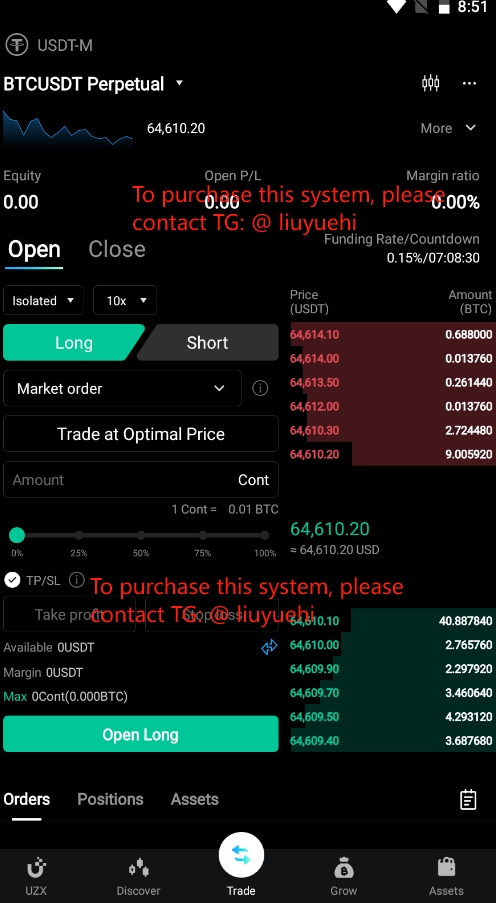 8:51
USDT-M
BTCUSDT Perpetual
64,610.20
More
Equity
Open P/L
Margin ratio
0.00
0.00
0.00%
To purchase this system, please
contact TG: @ liuyuehi
Open
Close
Funding Rate/Countdown
0.15%/07:08:30
Isolated
10x
Price
(USDT)
Amount
(BTC)
Long
Short
64,614.10 0.688000
64,614.00 0.013760
64,613.50 0.261440
64,612.00 0.013760
64,610.30 2.724480
64,610.20 9.005920
Market order
Trade at Optimal Price
Amount
Cont
1 Cont = 0.01 BTC
0% 25% 50% 75% 100%
64,610.20
≈ 64,610.20 USD
TP/SL
To purchase this system, please
contact TG: @ liuyuehi
Take profit
Stop loss
64,610.10 40.887840
64,610.00 2.765760
64,609.90 2.297920
64,609.70 3.460640
64,609.50 4.293120
64,609.40 3.687680
Available 0USDT
Margin 0USDT
Max 0Cont(0.000BTC)
Open Long
Orders
Positions
Assets
UZX
Discover
Trade
Grow
Assets